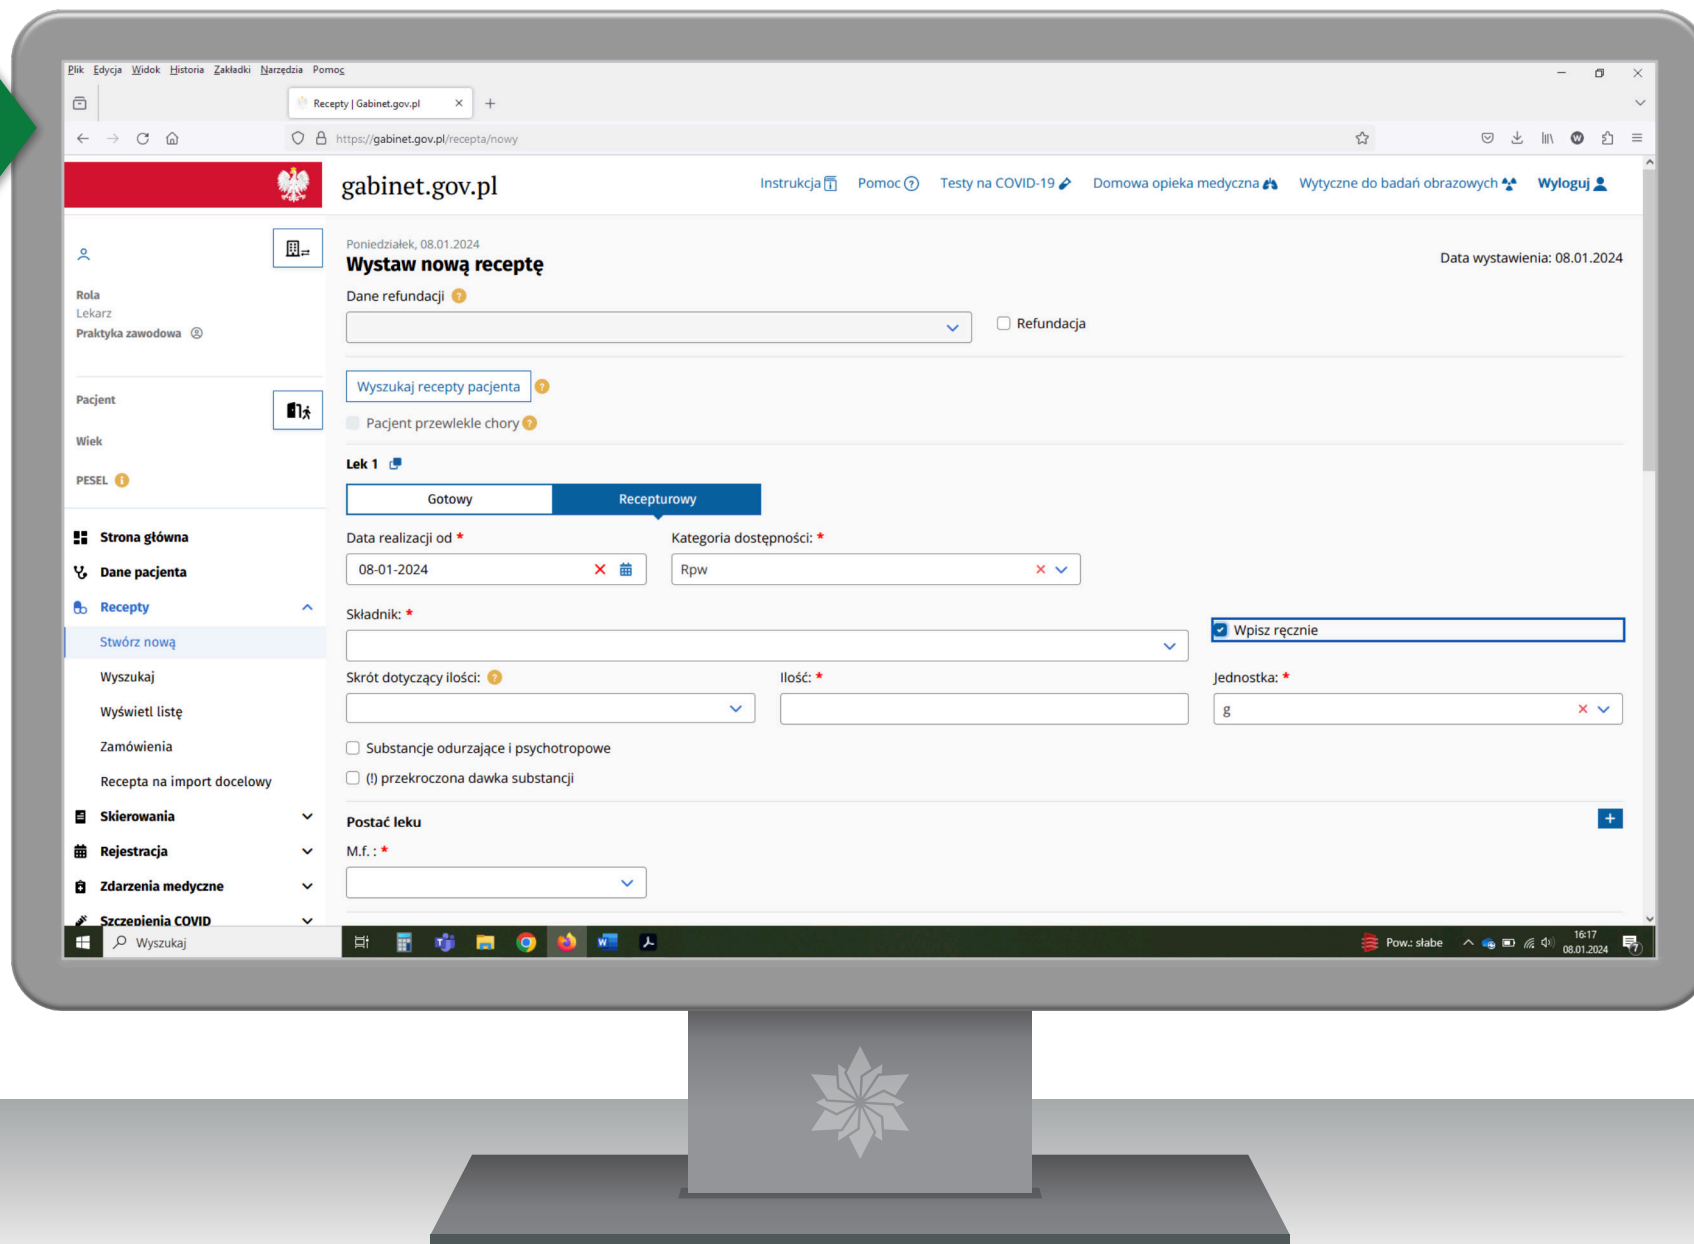 Plik Edycja Widok Historia Zakładki Narzędzia Pomoc
Recepty | Gabinet.gov.pl
https://gabinet.gov.pl/recepta/nowy
gabinet.gov.pl
Instrukcja Pomoc Testy na COVID-19 Domowa opieka medyczna Wytyczne do badań obrazowych Wyloguj
Poniedziałek, 08.01.2024
Wystaw nową receptę
Data wystawienia: 08.01.2024
Rola
Lekarz
Praktyka zawodowa
Pacjent
Wiek
PESEL
Strona główna
Dane pacjenta
Recepty
Stwórz nową
Wyszukaj
Wyświetl listę
Zamówienia
Recepta na import docelowy
Skierowania
Rejestracja
Zdarzenia medyczne
Szczepienia COVID
Dane refundacji ?
Refundacja
Wyszukaj recepty pacjenta ?
Pacjent przewlekle chory ?
Lek 1
Gotowy Recepturowy
Data realizacji od * Kategoria dostępności: *
08-01-2024 Rpw
Składnik: *
Wpisz ręcznie
Skrót dotyczący ilości: ? Ilość: * Jednostka: *
g
Substancje odurzające i psychotropowe
(!) przekroczona dawka substancji
Postać leku
M.f. : *
Wyszukaj
Pow.: słabe
16:17
08.01.2024
7